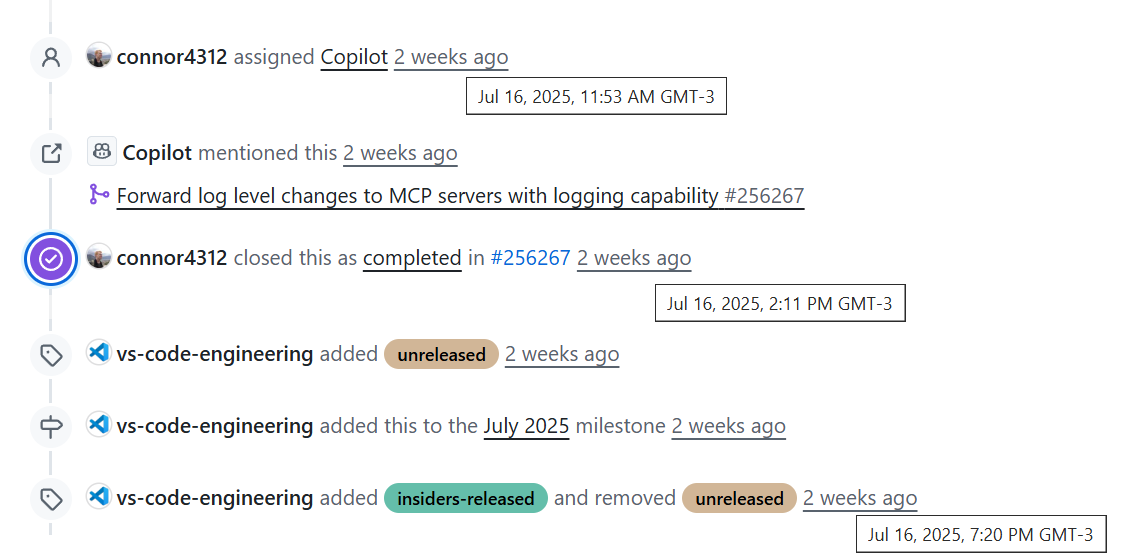 connor4312 assigned Copilot 2 weeks ago
Jul 16, 2025, 11:53 AM GMT-3
Copilot mentioned this 2 weeks ago
Forward log level changes to MCP servers with logging capability #256267
connor4312 closed this as completed in #256267 2 weeks ago
Jul 16, 2025, 2:11 PM GMT-3
vs-code-engineering added unreleased 2 weeks ago
vs-code-engineering added this to the July 2025 milestone 2 weeks ago
vs-code-engineering added insiders-released and removed unreleased 2 weeks ago
Jul 16, 2025, 7:20 PM GMT-3